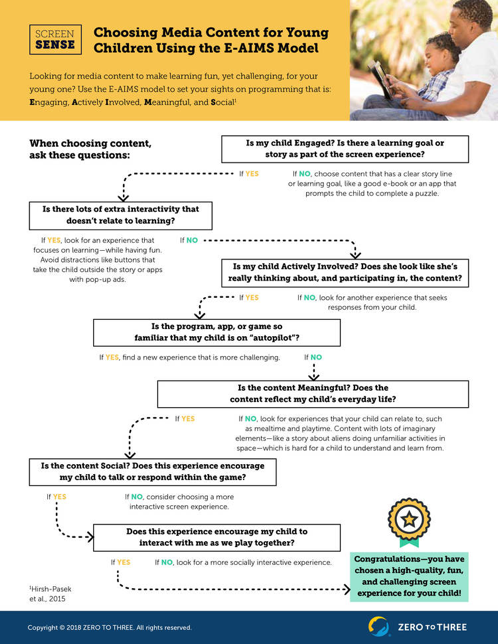 SCREEN
SENSE
Choosing Media Content for Young
Children Using the E-AIMS Model
Looking for media content to make learning fun, yet challenging, for your
young one? Use the E-AIMS model to set your sights on programming that is:
Engaging, Actively Involved, Meaningful, and Social¹
When choosing content,
ask these questions:
Is my child Engaged? Is there a learning goal or
story as part of the screen experience?
If YES
If NO, choose content that has a clear story line
or learning goal, like a good e-book or an app that
prompts the child to complete a puzzle.
Is there lots of extra interactivity that
doesn't relate to learning?
If YES, look for an experience that
focuses on learning—while having fun.
Avoid distractions like buttons that
take the child outside the story or apps
with pop-up ads.
If NO
Is my child Actively Involved? Does she look like she's
really thinking about, and participating in, the content?
If YES
If NO, look for another experience that seeks
responses from your child.
Is the program, app, or game so
familiar that my child is on "autopilot"?
If YES, find a new experience that is more challenging.
If NO
Is the content Meaningful? Does the
content reflect my child's everyday life?
If YES
If NO, look for experiences that your child can relate to, such
as mealtime and playtime. Content with lots of imaginary
elements—like a story about aliens doing unfamiliar activities in
space—which is hard for a child to understand and learn from.
Is the content Social? Does this experience encourage
my child to talk or respond within the game?
If YES
If NO, consider choosing a more
interactive screen experience.
Does this experience encourage my child to
interact with me as we play together?
If YES
If NO, look for a more socially interactive experience.
Congratulations—you have
chosen a high-quality, fun,
and challenging screen
experience for your child!
¹Hirsh-Pasek
et al., 2015
Copyright © 2018 ZERO TO THREE. All rights reserved.
ZERO TO THREE